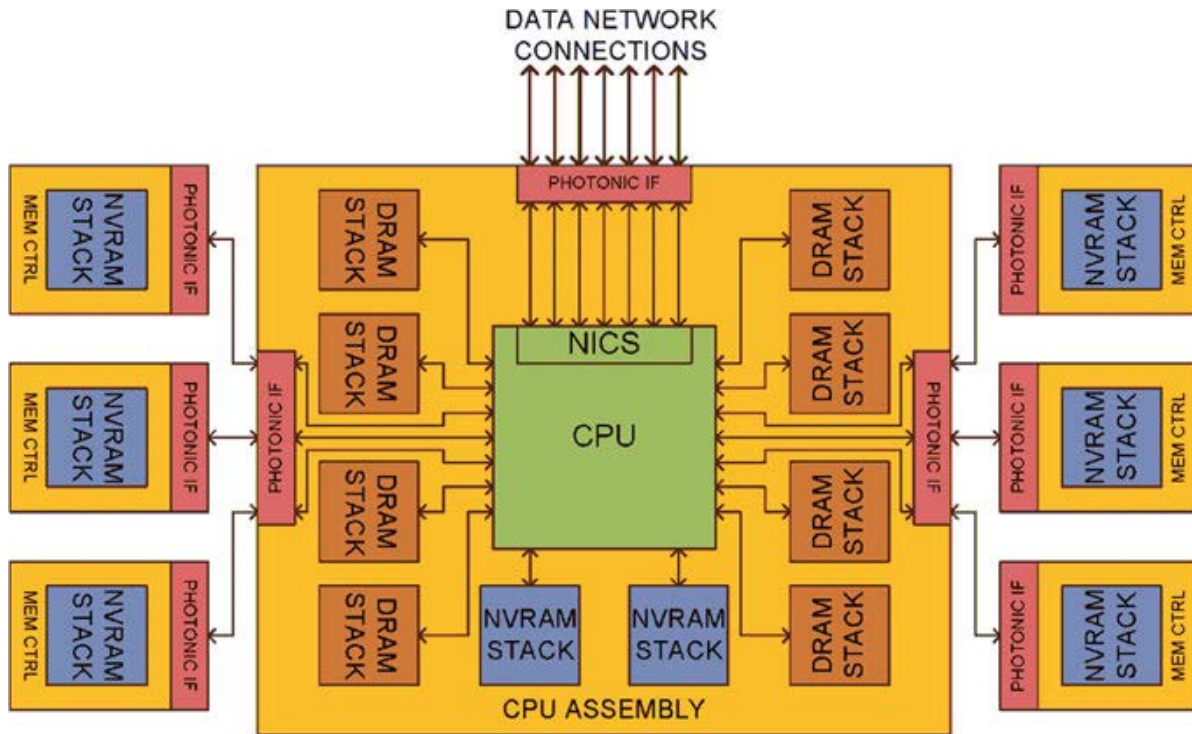 DATA NETWORK
CONNECTIONS
PHOTONIC IF
NICS
CPU
DRAM
STACK
DRAM
STACK
DRAM
STACK
DRAM
STACK
DRAM
STACK
DRAM
STACK
DRAM
STACK
DRAM
STACK
PHOTONIC IF
PHOTONIC IF
NVRAM
STACK
NVRAM
STACK
CPU ASSEMBLY
MEM CTRL
NVRAM
STACK
PHOTONIC IF
MEM CTRL
NVRAM
STACK
PHOTONIC IF
MEM CTRL
NVRAM
STACK
PHOTONIC IF
PHOTONIC IF
NVRAM
STACK
MEM CTRL
PHOTONIC IF
NVRAM
STACK
MEM CTRL
PHOTONIC IF
NVRAM
STACK
MEM CTRL